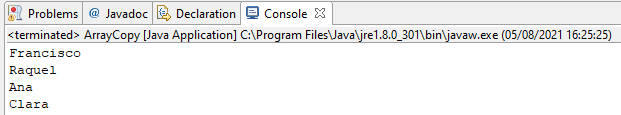 Problems @ Javadoc Declaration Console
<terminated> ArrayCopy [Java Application] C:\Program Files\Java\jre1.8.0_301\bin\javaw.exe (05/08/2021 16:25:25)
Francisco
Raquel
Ana
Clara